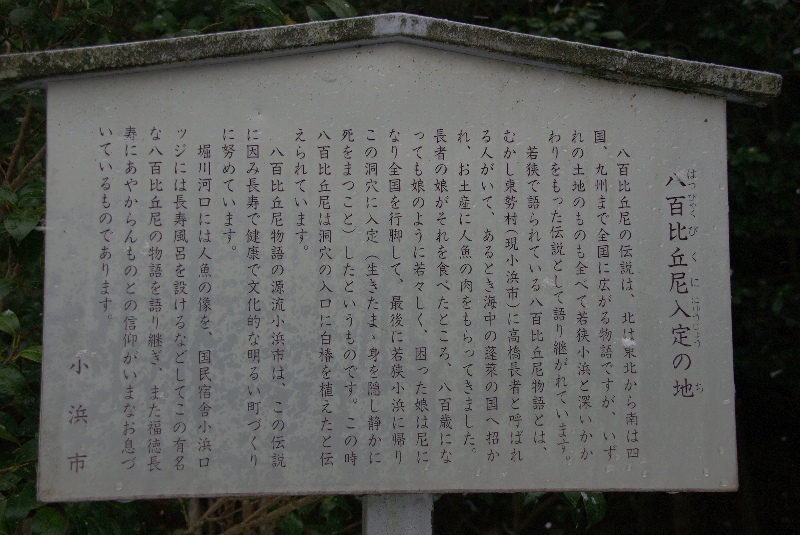 八百比丘尼入定の地
はつぴやくびくににゆうじようち
八百比丘尼の伝説は、北は東北から南は四
国、九州まで全国に広がる物語ですが、いず
れの土地のものも全べて若狭小浜と深いかか
わりをもった伝説として語り継がれています。
若狭で語られている八百比丘尼物語とは、
むかし東勢村(現小浜市)に高橋長者と呼ばれ
る人がいて、あるとき海中の蓬莱の国へ招か
れ、お土産に人魚の肉をもらってきました。
長者の娘がそれを食べたところ、八百歳にな
っても娘のように若々しく、困った娘は尼に
なり全国を行脚して、最後に若狭小浜に帰り
この洞穴に入定(生きたまゝ身を隠し静かに
死をまつこと)したというものです。この時
八百比丘尼は洞穴の入口に白椿を植えたと伝
えられています。
八百比丘尼物語の源流小浜市は、この伝説
に因み長寿で健康で文化的な明るい町づくり
に努めています。
堀川河口には人魚の像を、国民宿舎小浜ロ
ッジには長寿風呂を設けるなどしてこの有名
な八百比丘尼の物語を語り継ぎ、また福徳長
寿にあやからんものとの信仰がいまなお息づ
いているものであります。
小浜市